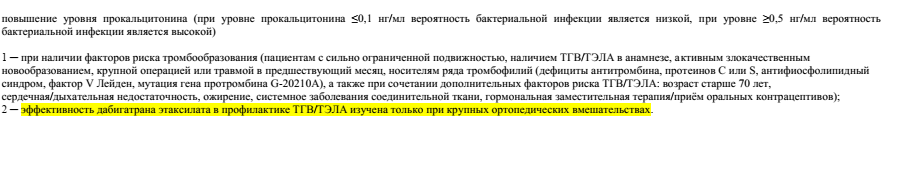 повышение уровня прокальцитонина (при уровне прокальцитонина ≤0,1 нг/мл вероятность бактериальной инфекции является низкой, при уровне ≥0,5 нг/мл вероятность
бактериальной инфекции является высокой)
1 — при наличии факторов риска тромбообразования (пациентам с сильно ограниченной подвижностью, наличием ТГВ/ТЭЛА в анамнезе, активным злокачественным
новообразованием, крупной операцией или травмой в предшествующий месяц, носителям ряда тромбофилий (дефициты антитромбина, протеинов C или S, антифосфолипидный
синдром, фактор V Лейден, мутация гена протромбина G-20210A), а также при сочетании дополнительных факторов риска ТГВ/ТЭЛА: возраст старше 70 лет,
сердечная/дыхательная недостаточность, ожирение, системное заболевания соединительной ткани, гормональная заместительная терапия/приём оральных контрацептивов);
2 — эффективность дабигатрана этаксилата в профилактике ТГВ/ТЭЛА изучена только при крупных ортопедических вмешательствах.